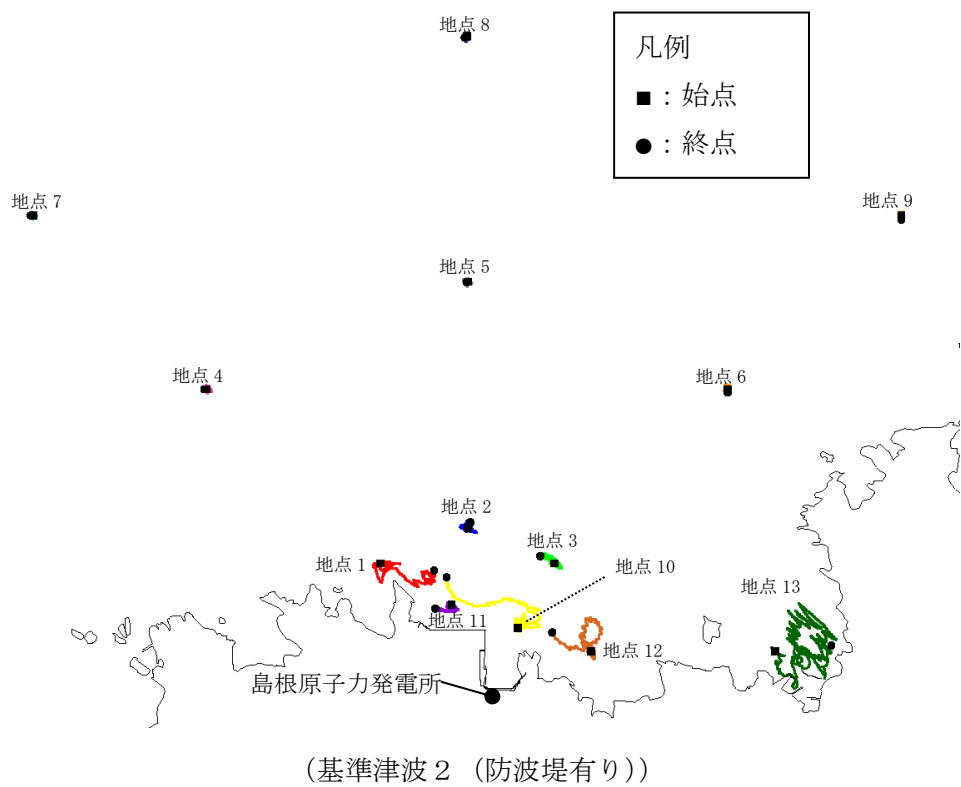 地点 8
凡例
■：始点
●：終点
地点 7
地点 9
地点 5
地点 4
地点 6
地点 2
地点 3
地点 1
地点 10
地点 13
地点 11
地点 12
島根原子力発電所
(基準津波２（防波堤有り))